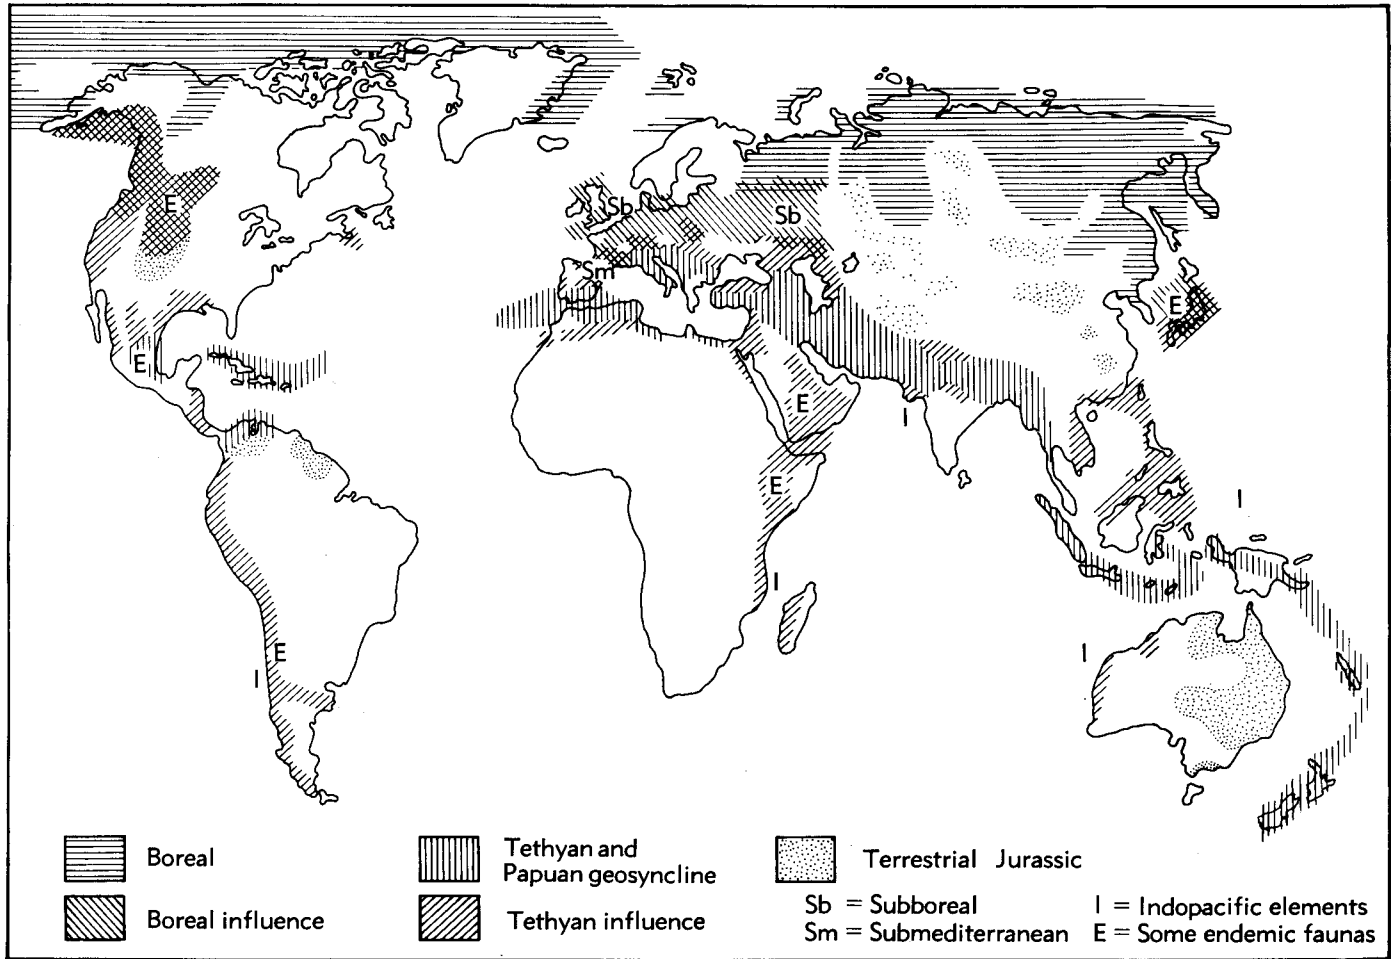 E
Sb
Sb
Sm
E
E
E
I
E
E
I
I
E
I
I
Boreal
Boreal influence
Tethyan and
Papuan geosyncline
Tethyan influence
Terrestrial Jurassic
Sb = Subboreal
Sm = Submediterranean
I = Indopacific elements
E = Some endemic faunas